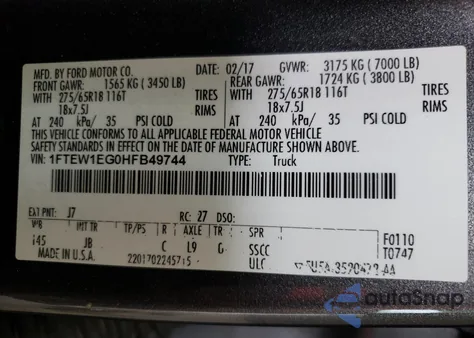 MFD. BY FORD MOTOR CO.
DATE: 02/17 GVWR: 3175 KG (7000 LB)
FRONT GAWR: 1565 KG (3450 LB) REAR GAWR: 1724 KG (3800 LB)
WITH 275/65R18 116T TIRES WITH 275/65R18 116T TIRES
18x7.5J RIMS 18x7.5J RIMS
AT 240 kPa/ 35 PSI COLD AT 240 kPa/ 35 PSI COLD
THIS VEHICLE CONFORMS TO ALL APPLICABLE FEDERAL MOTOR VEHICLE
SAFETY STANDARDS IN EFFECT ON THE DATE OF MANUFACTURE SHOWN ABOVE.
VIN: 1FTEW1EG0HFB49744 TYPE: Truck
EXT PNT: J7 RC: 27 DSO:
WB INT TR TP/PS R AXLE TR SPR
145 JB C L9 G SSCC
F0110
T0747
MADE IN U.S.A. ULC
autoSnap